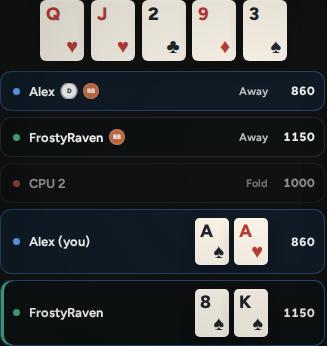 Q J 2 9 3
Alex D BB Away 860
FrostyRaven BB Away 1150
CPU 2 Fold 1000
Alex (you) A A 860
FrostyRaven 8 K 1150